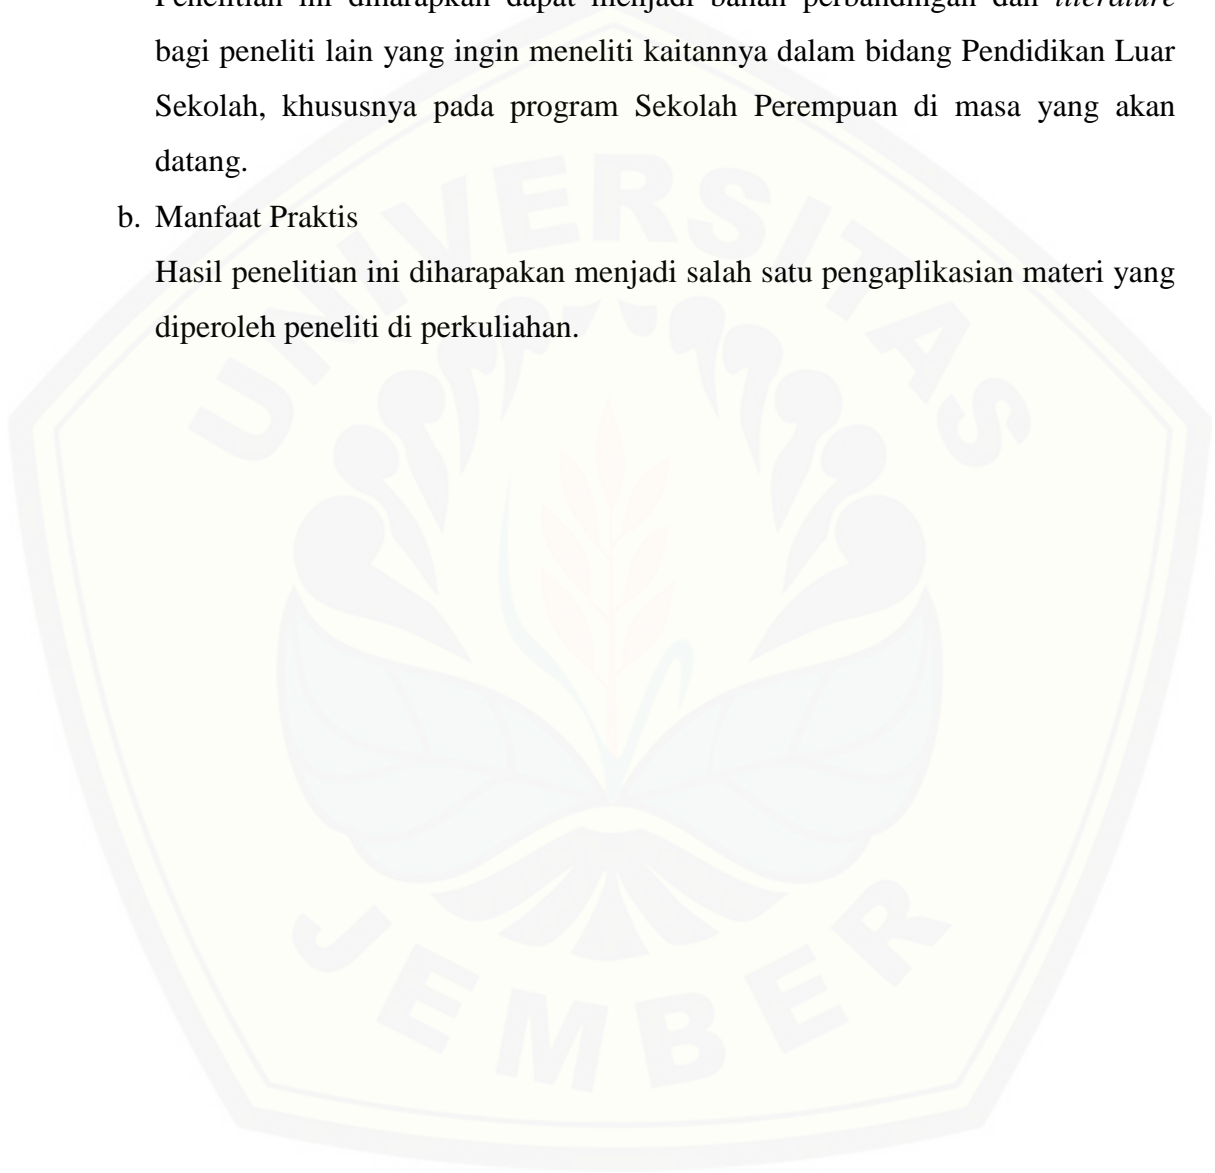 Penelitian ini diharapkan dapat menjadi bahan perbandingan dan literature
bagi peneliti lain yang ingin meneliti kaitannya dalam bidang Pendidikan Luar
Sekolah, khususnya pada program Sekolah Perempuan di masa yang akan
datang.
b. Manfaat Praktis
Hasil penelitian ini diharapakan menjadi salah satu pengaplikasian materi yang
diperoleh peneliti di perkuliahan.
UNIVERSITAS
JEMBER